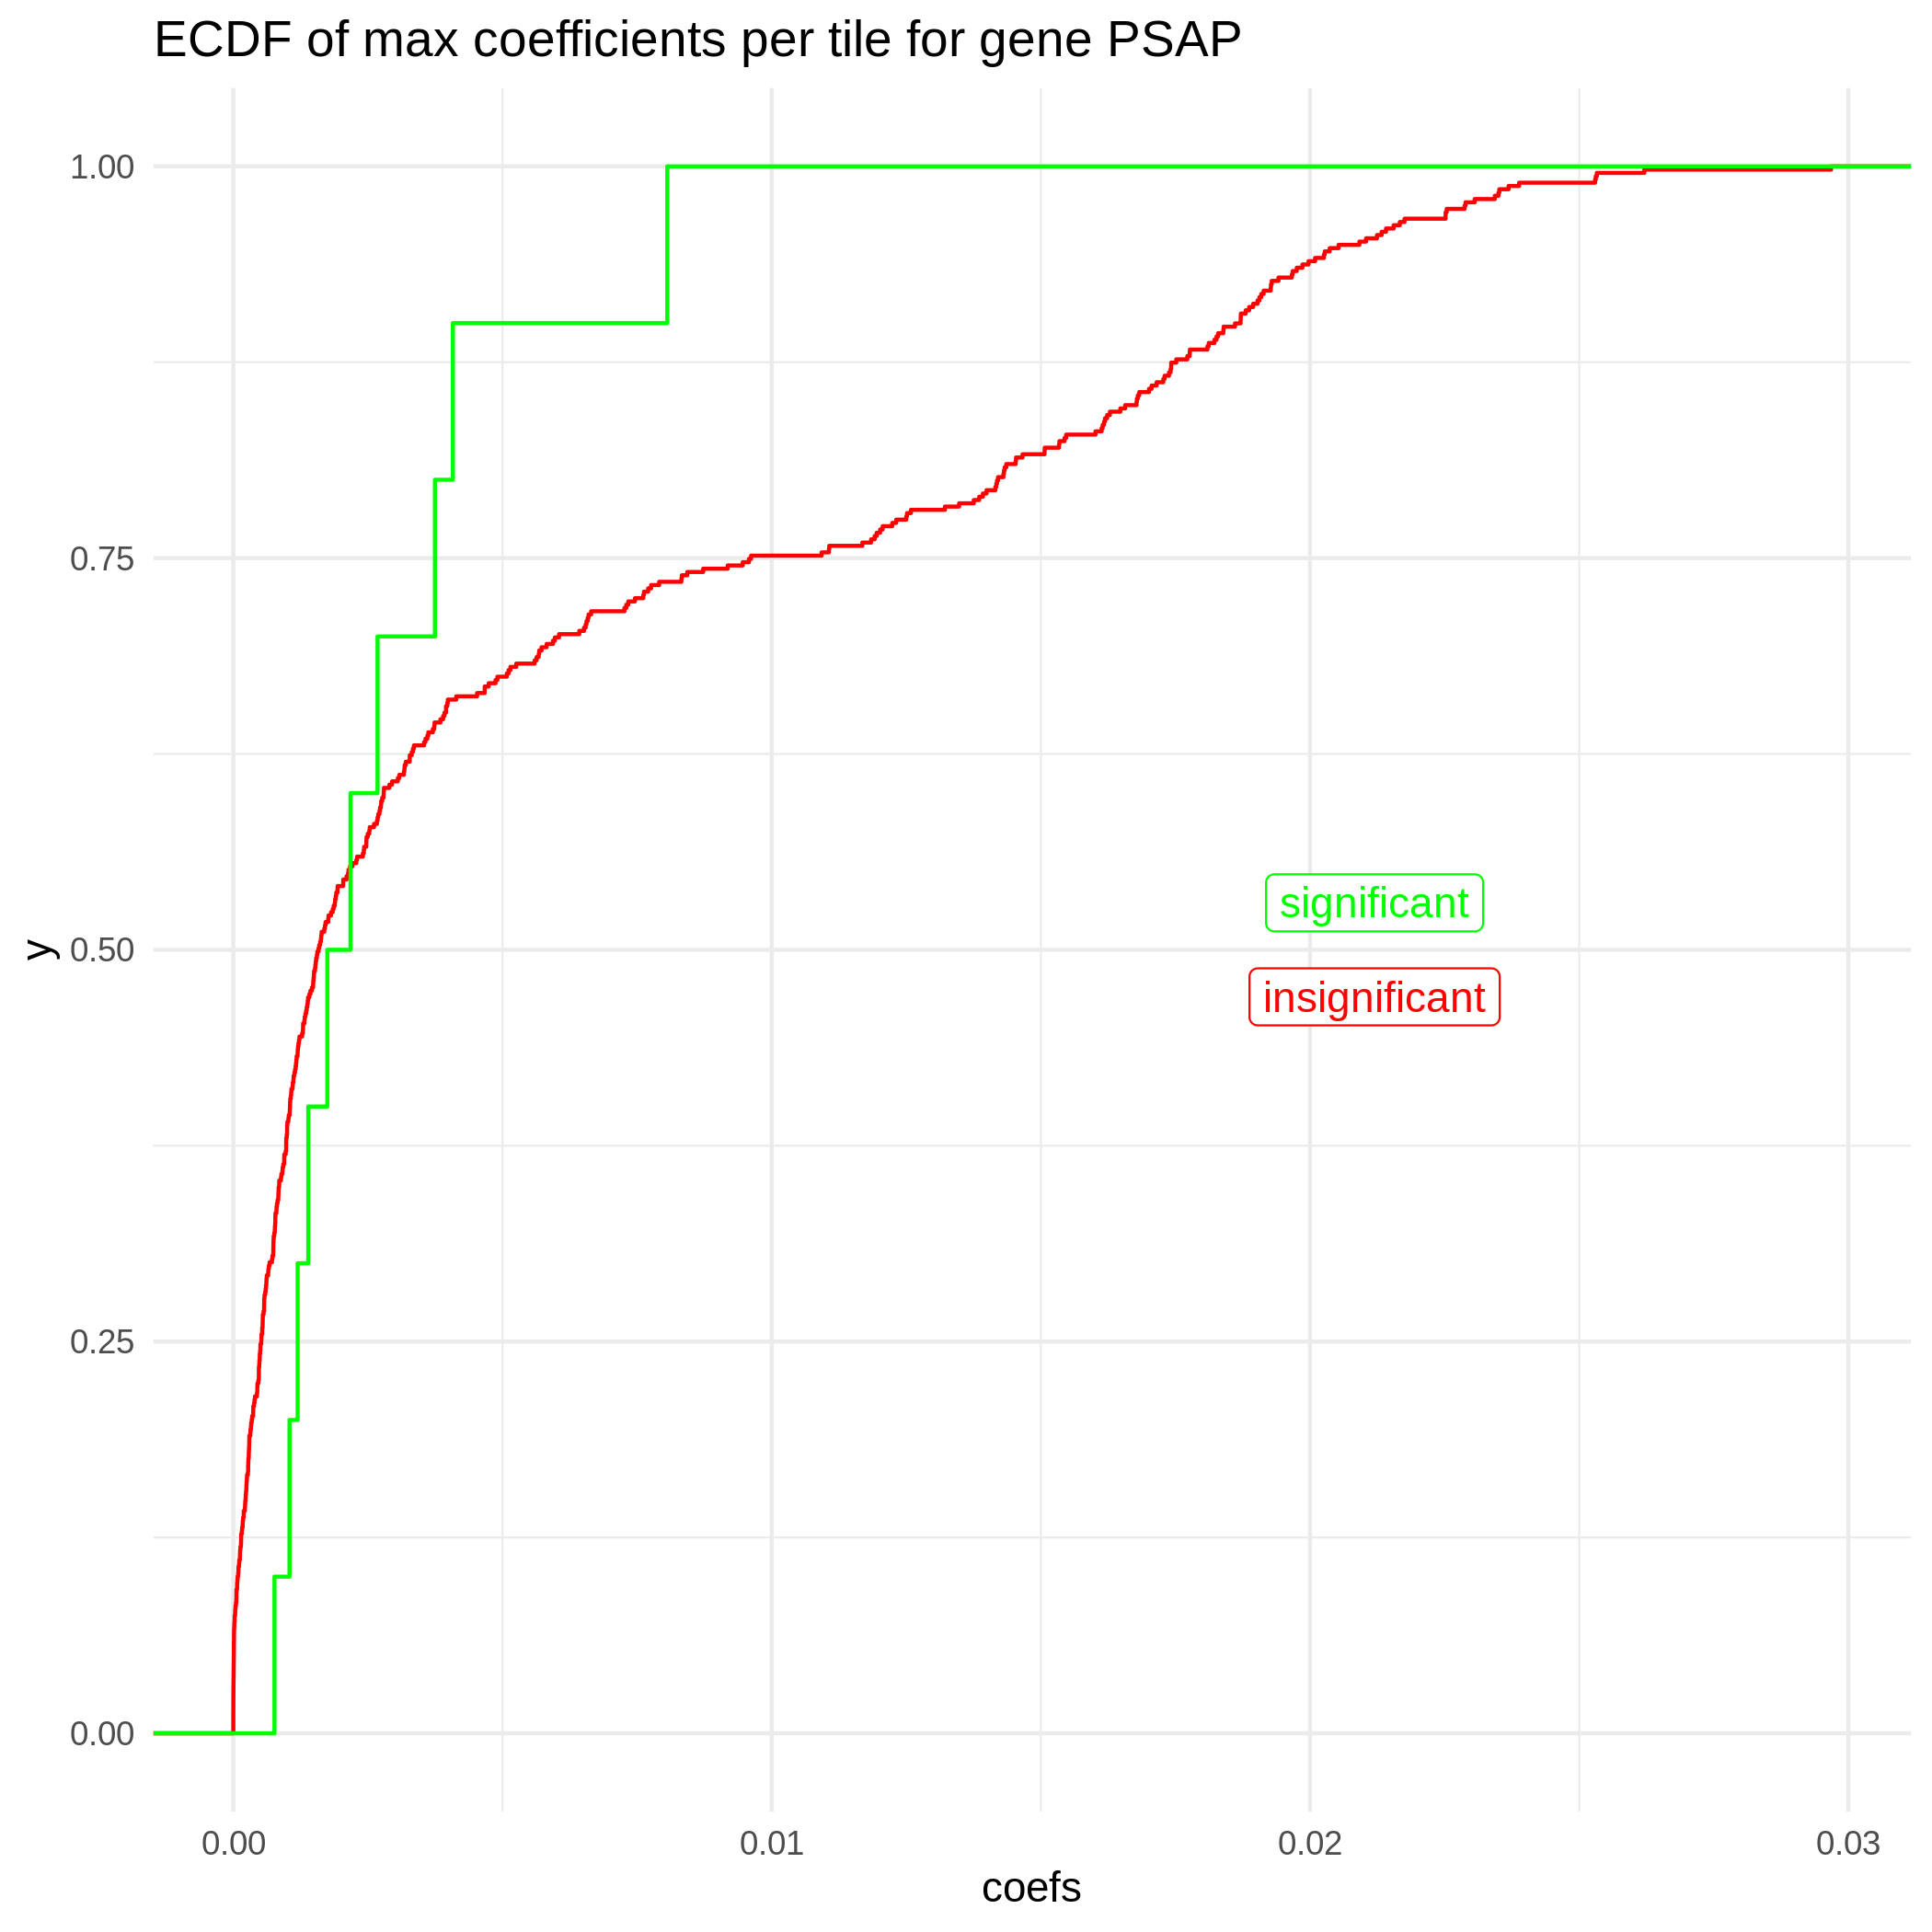 ECDF of max coefficients per tile for gene PSAP
1.00
0.75
significant
y
0.50
insignificant
0.25
0.00
0.00 0.01 0.02 0.03
coefs